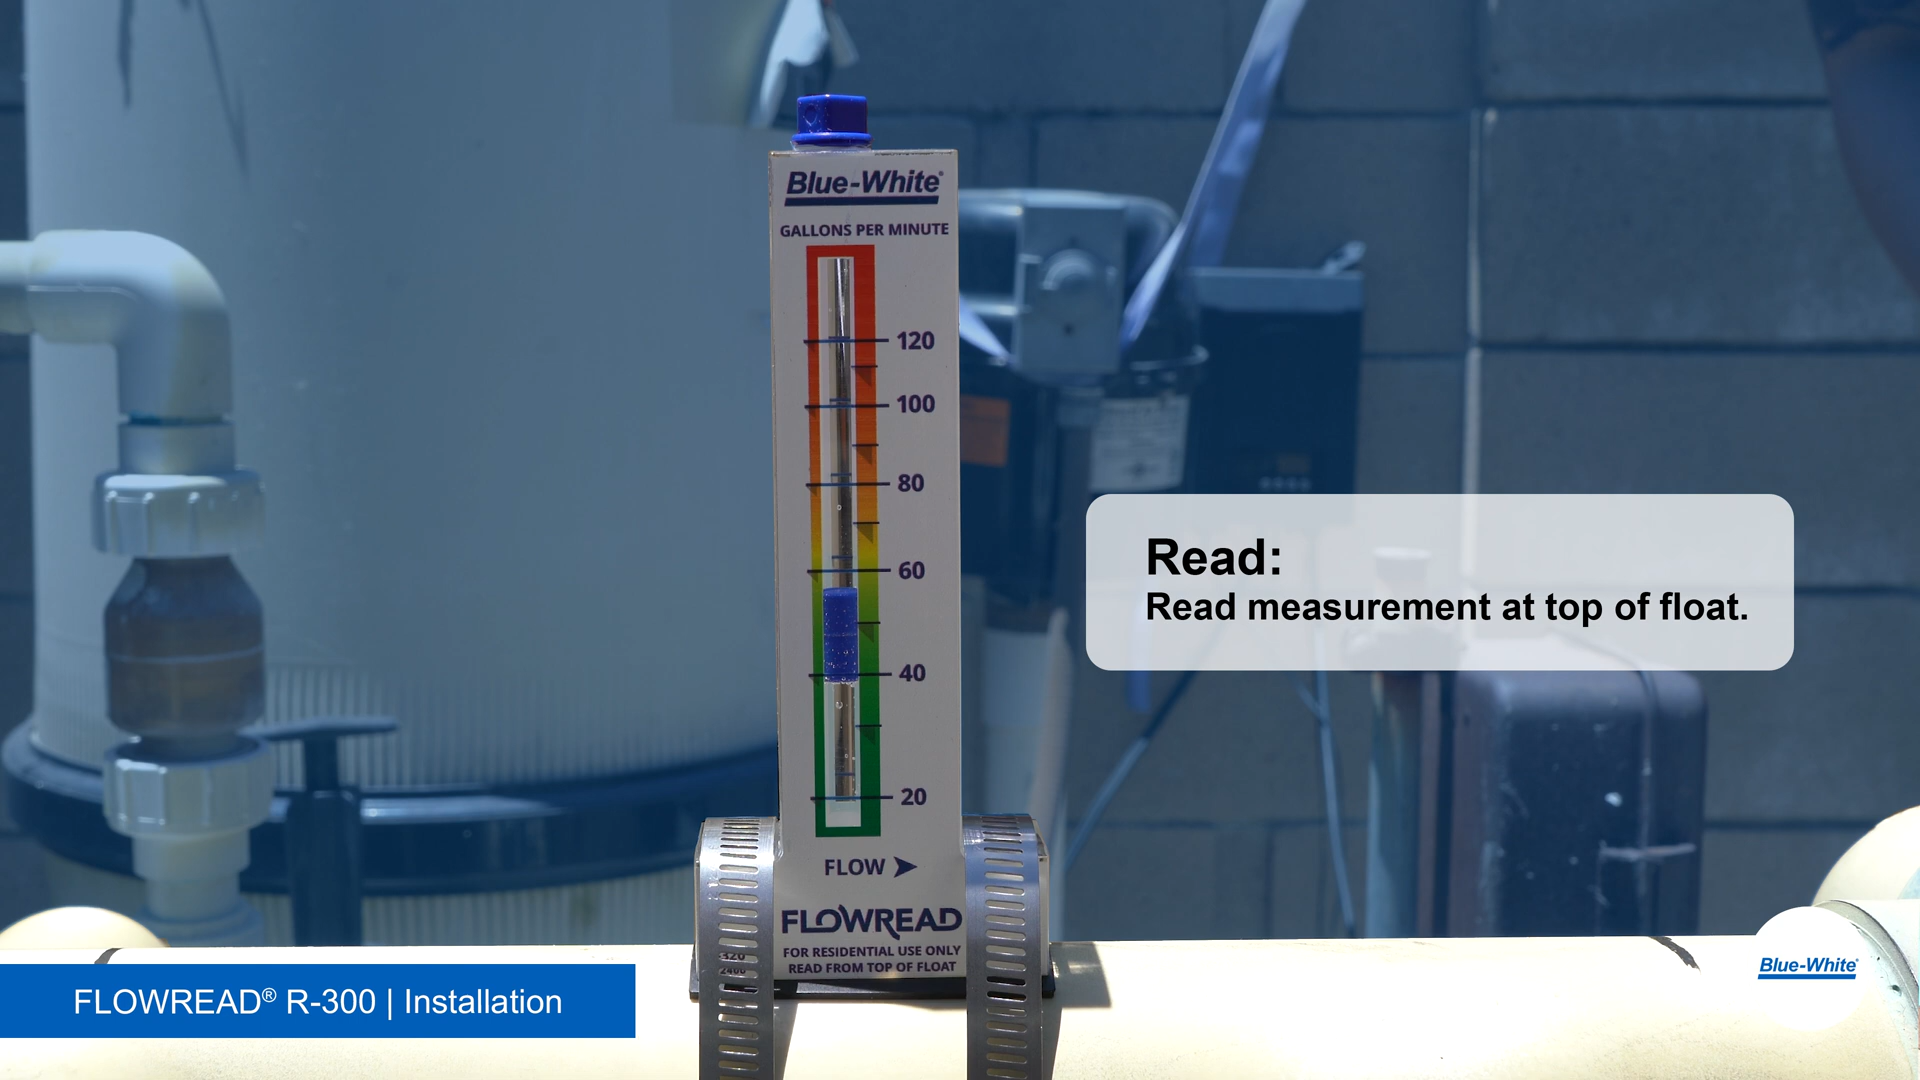 Blue-White®
GALLONS PER MINUTE
120
100
80
60
40
20
FLOW ➤
FLOWREAD
FOR RESIDENTIAL USE ONLY
READ FROM TOP OF FLOAT
Read:
Read measurement at top of float.
FLOWREAD® R-300 | Installation
Blue-White®